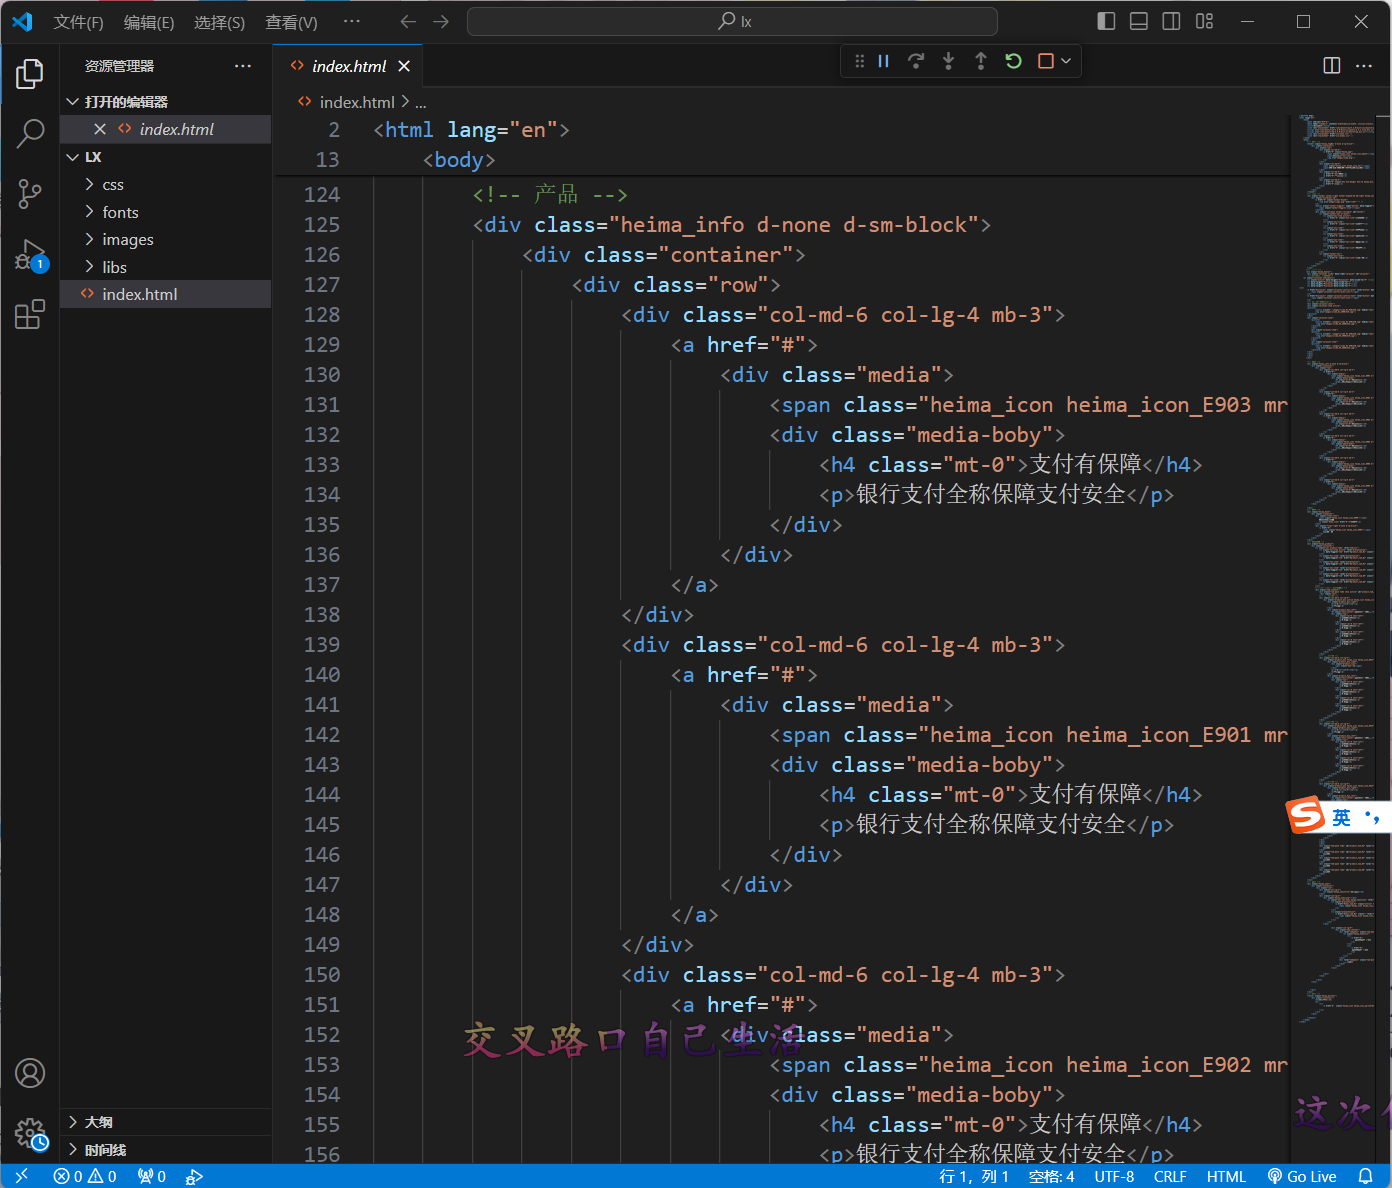 文件(F) 编辑(E) 选择(S) 查看(V) ··· lx
资源管理器 ···
index.html
打开的编辑器
index.html
LX
css
fonts
images
libs
index.html
大纲
时间线
1
index.html > ...
2 <html lang="en">
13 <body>
124 <!-- 产品 -->
125 <div class="heima_info d-none d-sm-block">
126 <div class="container">
127 <div class="row">
128 <div class="col-md-6 col-lg-4 mb-3">
129 <a href="#">
130 <div class="media">
131 <span class="heima_icon heima_icon_E903 mr
132 <div class="media-boby">
133 <h4 class="mt-0">支付有保障</h4>
134 <p>银行支付全称保障支付安全</p>
135 </div>
136 </div>
137 </a>
138 </div>
139 <div class="col-md-6 col-lg-4 mb-3">
140 <a href="#">
141 <div class="media">
142 <span class="heima_icon heima_icon_E901 mr
143 <div class="media-boby">
144 <h4 class="mt-0">支付有保障</h4>
145 <p>银行支付全称保障支付安全</p>
146 </div>
147 </div>
148 </a>
149 </div>
150 <div class="col-md-6 col-lg-4 mb-3">
151 <a href="#">
152 <div class="media">
153 <span class="heima_icon heima_icon_E902 mr
154 <div class="media-boby">
155 <h4 class="mt-0">支付有保障</h4>
156 <p>银行支付全称保障支付安全</p>
英
交叉路口自己生活
这次
0 0 0 行 1，列 1 空格: 4 UTF-8 CRLF HTML Go Live